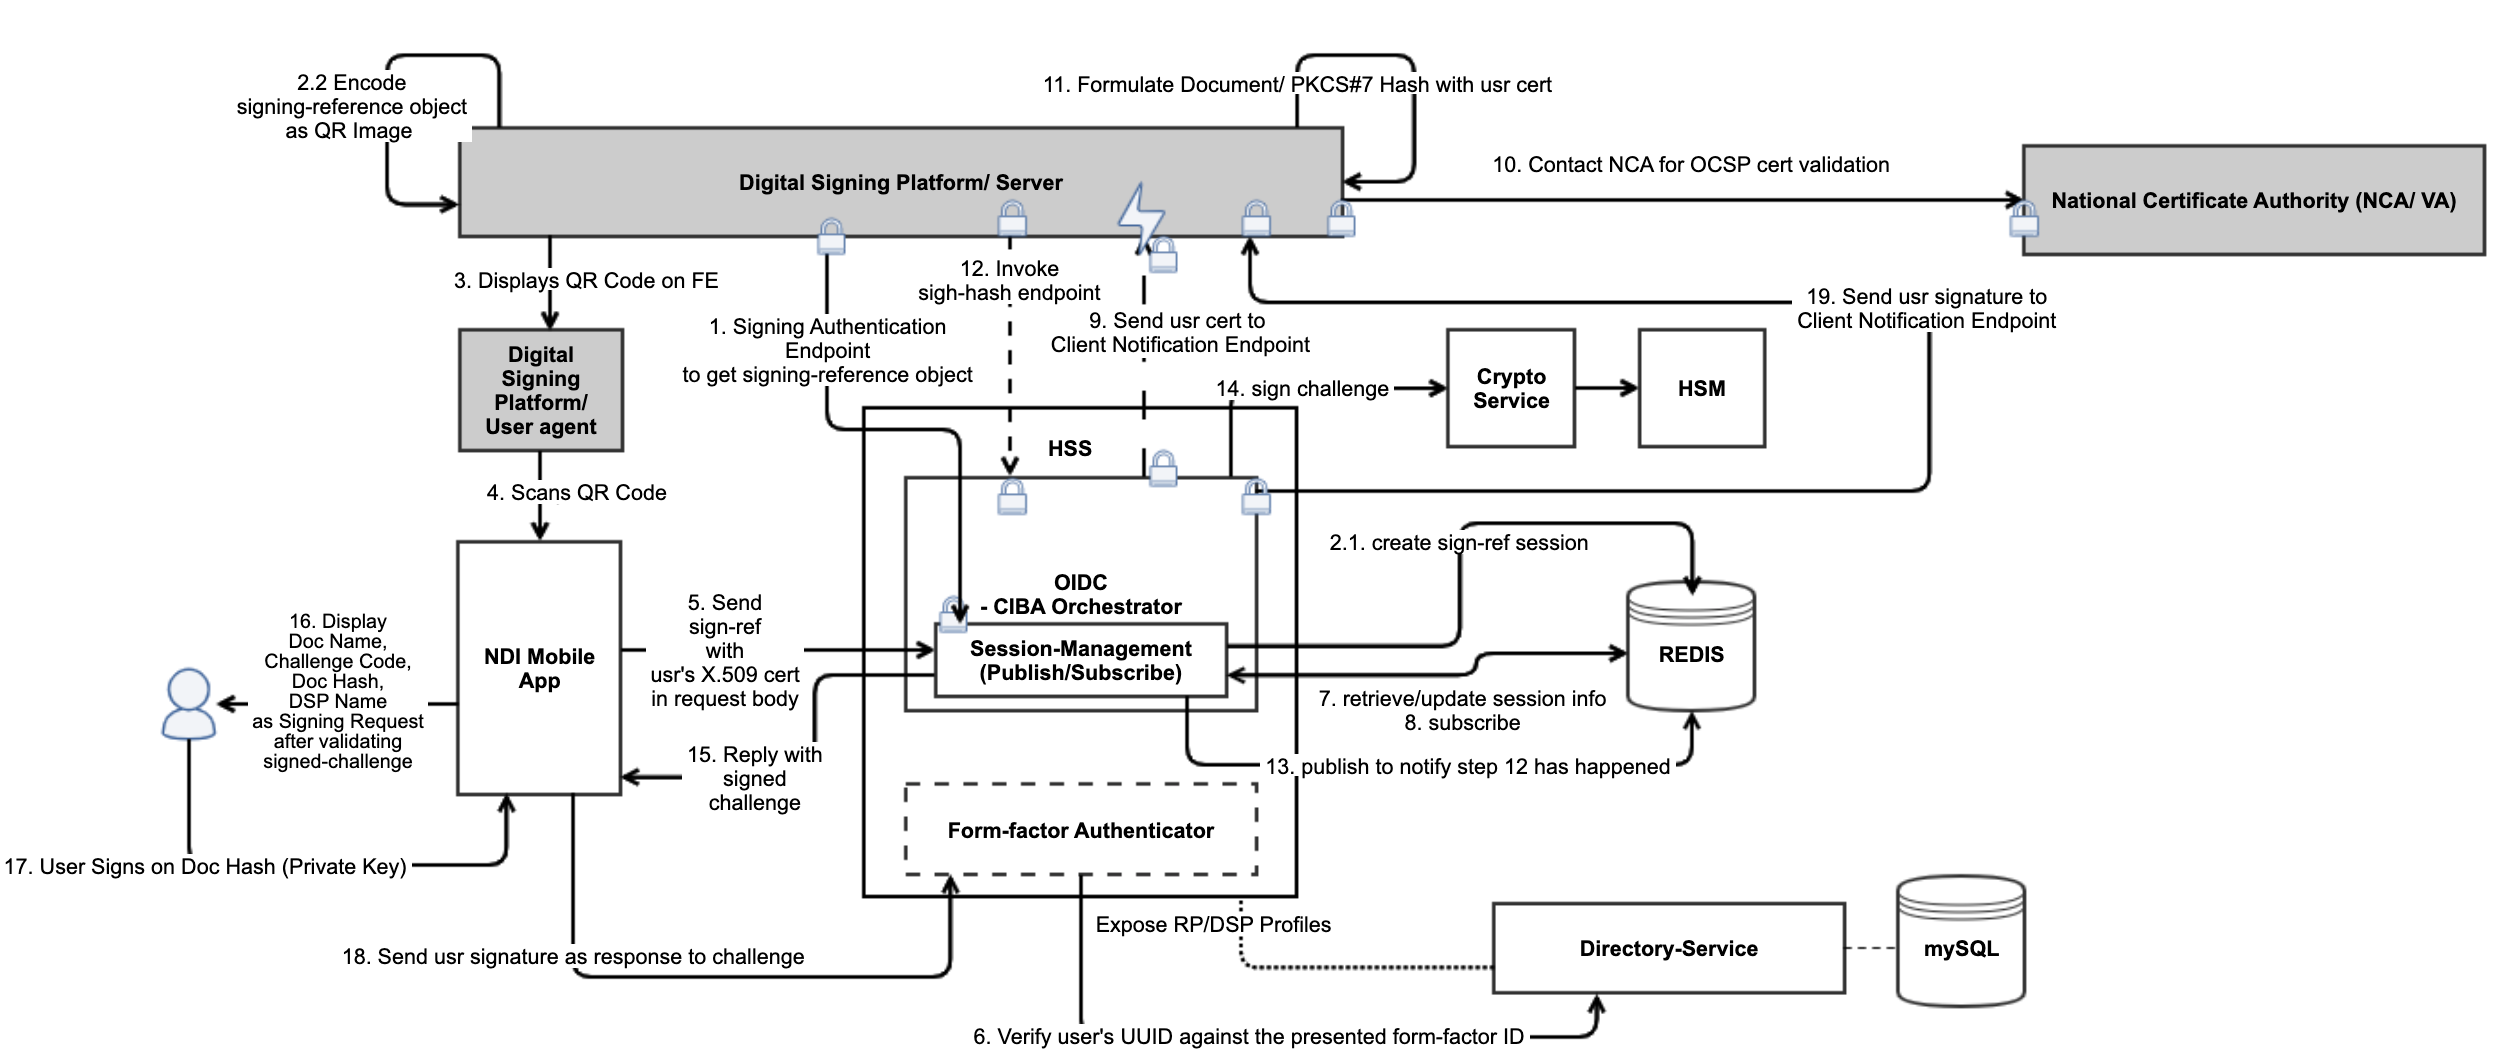 2.2 Encode
signing-reference object
as QR Image
11. Formulate Document/ PKCS#7 Hash with usr cert
Digital Signing Platform/ Server
10. Contact NCA for OCSP cert validation
National Certificate Authority (NCA/ VA)
3. Displays QR Code on FE
12. Invoke
sigh-hash endpoint
1. Signing Authentication
Endpoint
to get signing-reference object
9. Send usr cert to
Client Notification Endpoint
19. Send usr signature to
Client Notification Endpoint
Digital
Signing
Platform/
User agent
14. sign challenge
Crypto
Service
HSM
HSS
4. Scans QR Code
2.1. create sign-ref session
OIDC
- CIBA Orchestrator
Session-Management
(Publish/Subscribe)
REDIS
5. Send
sign-ref
with
usr's X.509 cert
in request body
NDI Mobile
App
16. Display
Doc Name,
Challenge Code,
Doc Hash,
DSP Name
as Signing Request
after validating
signed-challenge
7. retrieve/update session info
8. subscribe
15. Reply with
signed
challenge
13. publish to notify step 12 has happened
Form-factor Authenticator
17. User Signs on Doc Hash (Private Key)
Expose RP/DSP Profiles
18. Send usr signature as response to challenge
Directory-Service
mySQL
6. Verify user's UUID against the presented form-factor ID